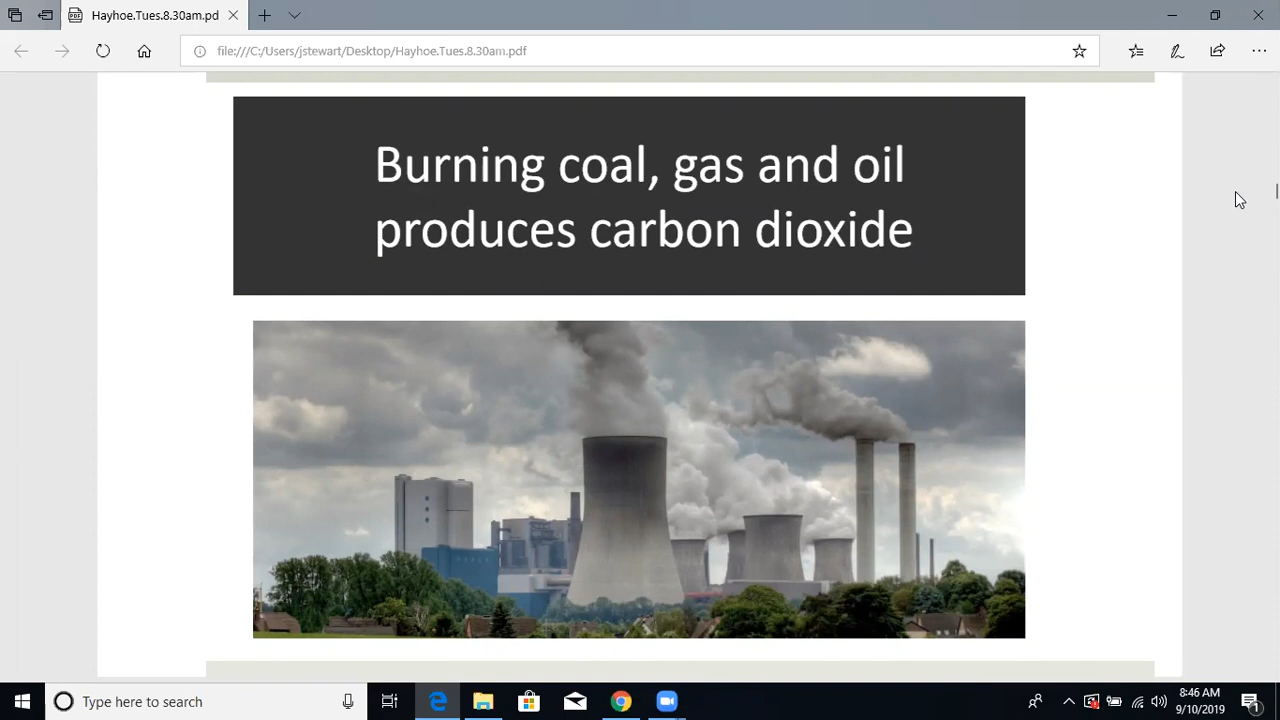 Hayhoe.Tues.8.30am.pd
file:///C:/Users/jstewart/Desktop/Hayhoe.Tues.8.30am.pdf
Burning coal, gas and oil
produces carbon dioxide
Type here to search
8:46 AM
9/10/2019
1